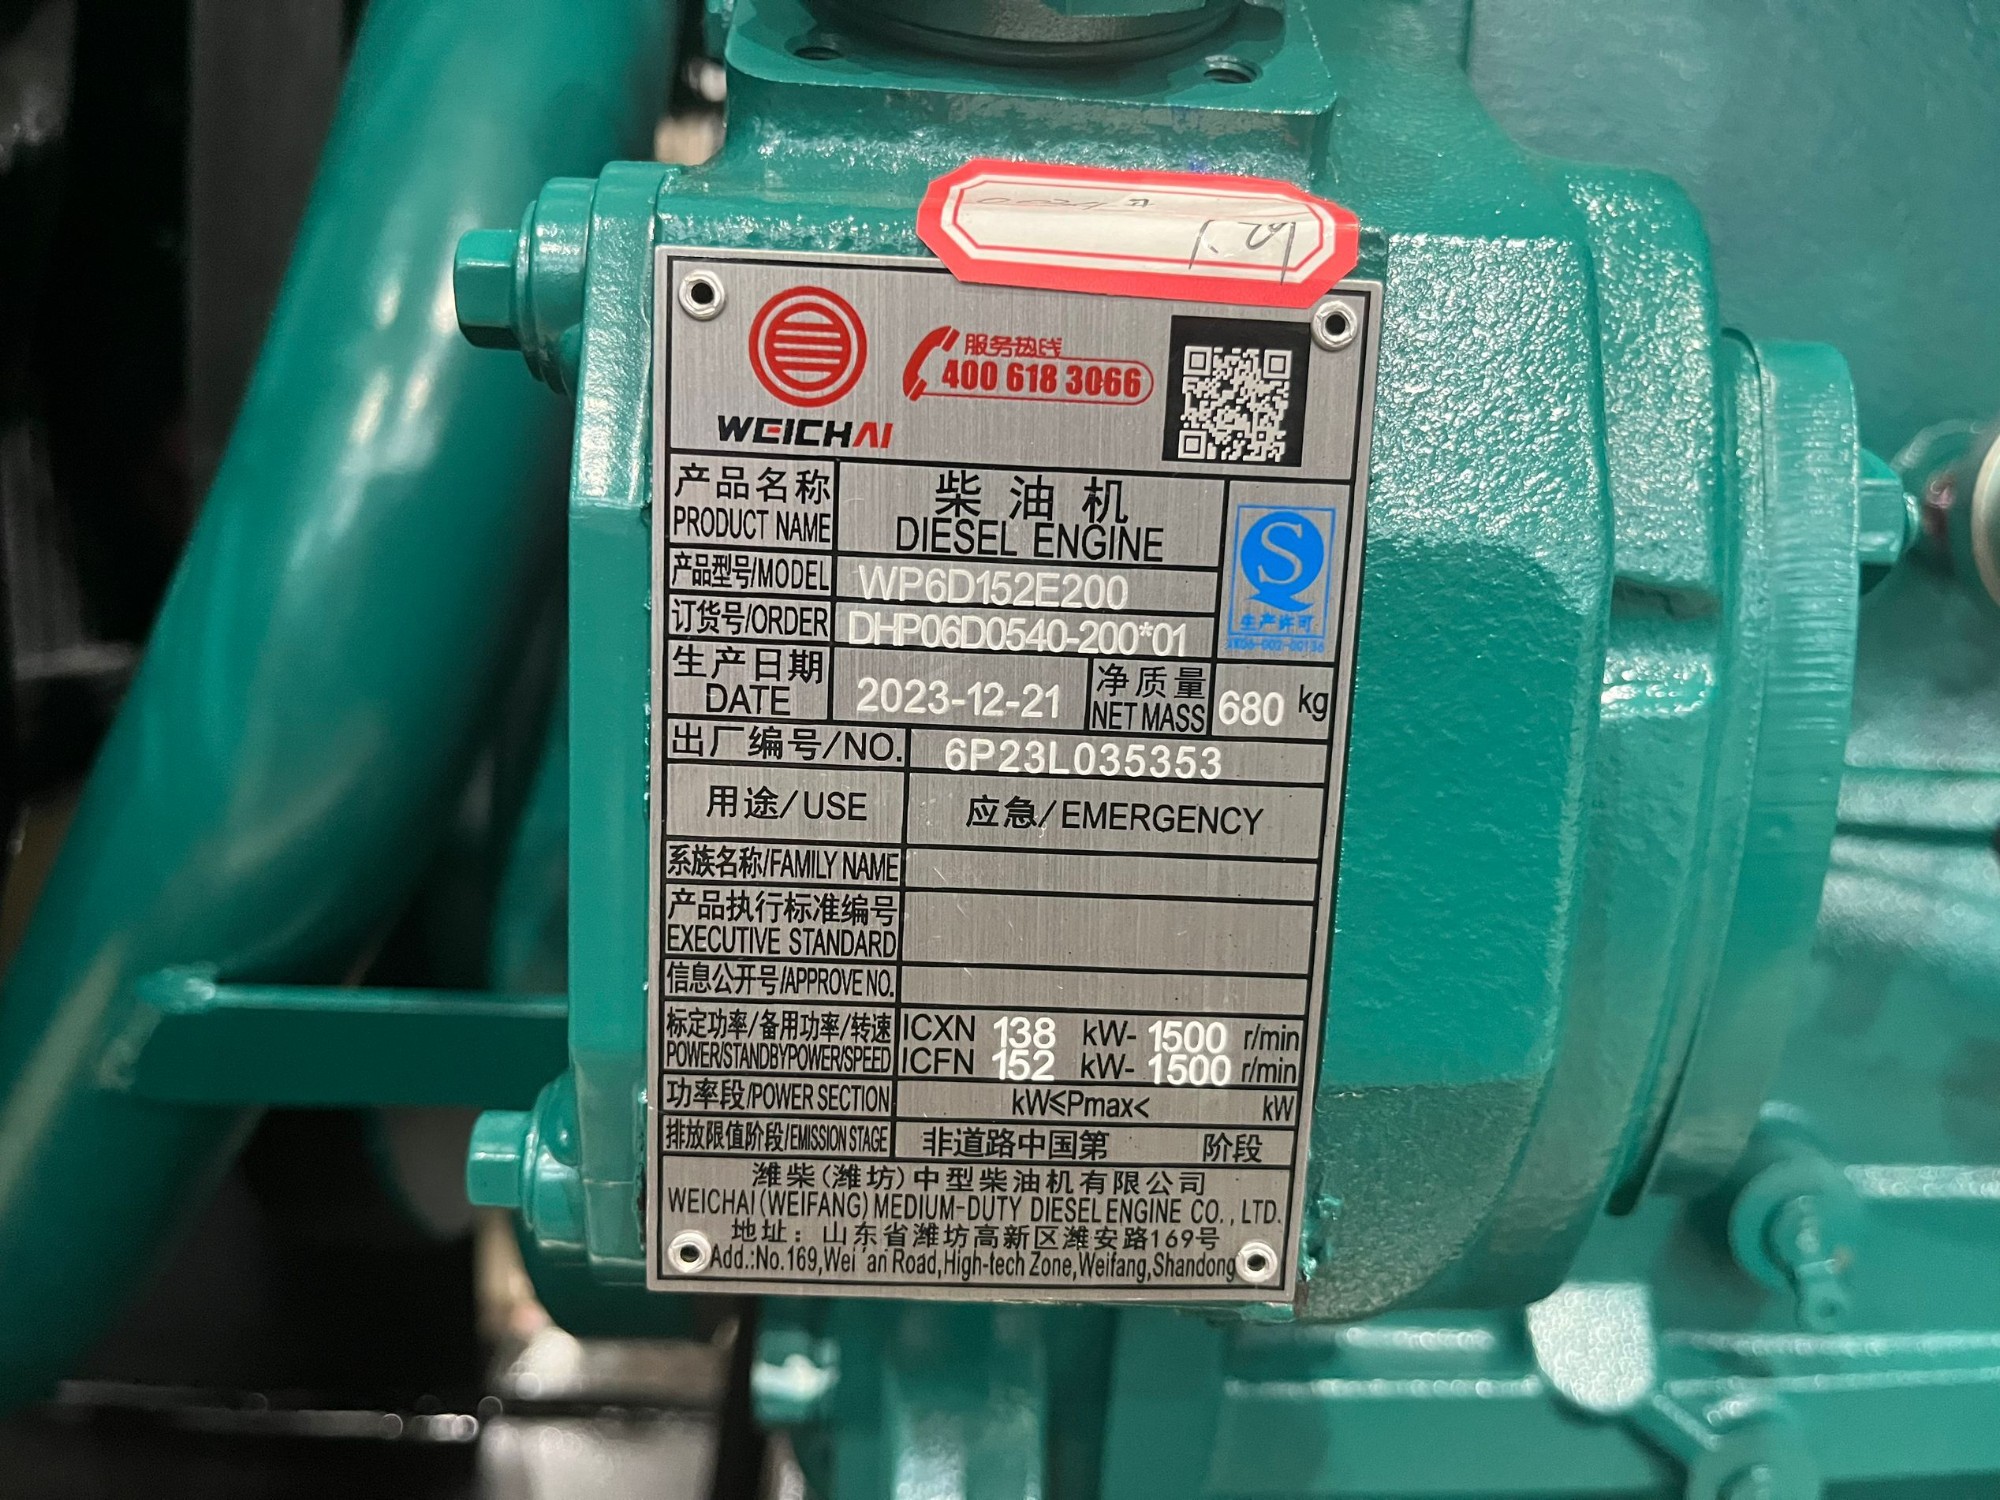 1.29
服务热线
400 618 3066
WEICHAI
产品名称
PRODUCT NAME
柴油机
DIESEL ENGINE
S
生产许可
产品型号/MODEL
WP6D152E200
订货号/ORDER
DHP06D0540-200*01
生产日期
DATE
2023-12-21
净质量
NET MASS
680 kg
出厂编号/NO.
6P23L035353
用途/USE
应急/EMERGENCY
系族名称/FAMILY NAME
产品执行标准编号
EXECUTIVE STANDARD
信息公开号/APPROVE NO.
标定功率/备用功率/转速
POWER/STANDBYPOWER/SPEED
ICXN 138 kW- 1500 r/min
ICFN 152 kW- 1500 r/min
功率段/POWER SECTION
kW≤Pmax< kW
排放限值阶段/EMISSION STAGE
非道路中国第 阶段
潍柴(潍坊)中型柴油机有限公司
WEICHAI(WEIFANG) MEDIUM-DUTY DIESEL ENGINE CO., LTD.
地址：山东省潍坊高新区潍安路169号
Add.:No.169,Wei'an Road,High-tech Zone,Weifang,Shandong